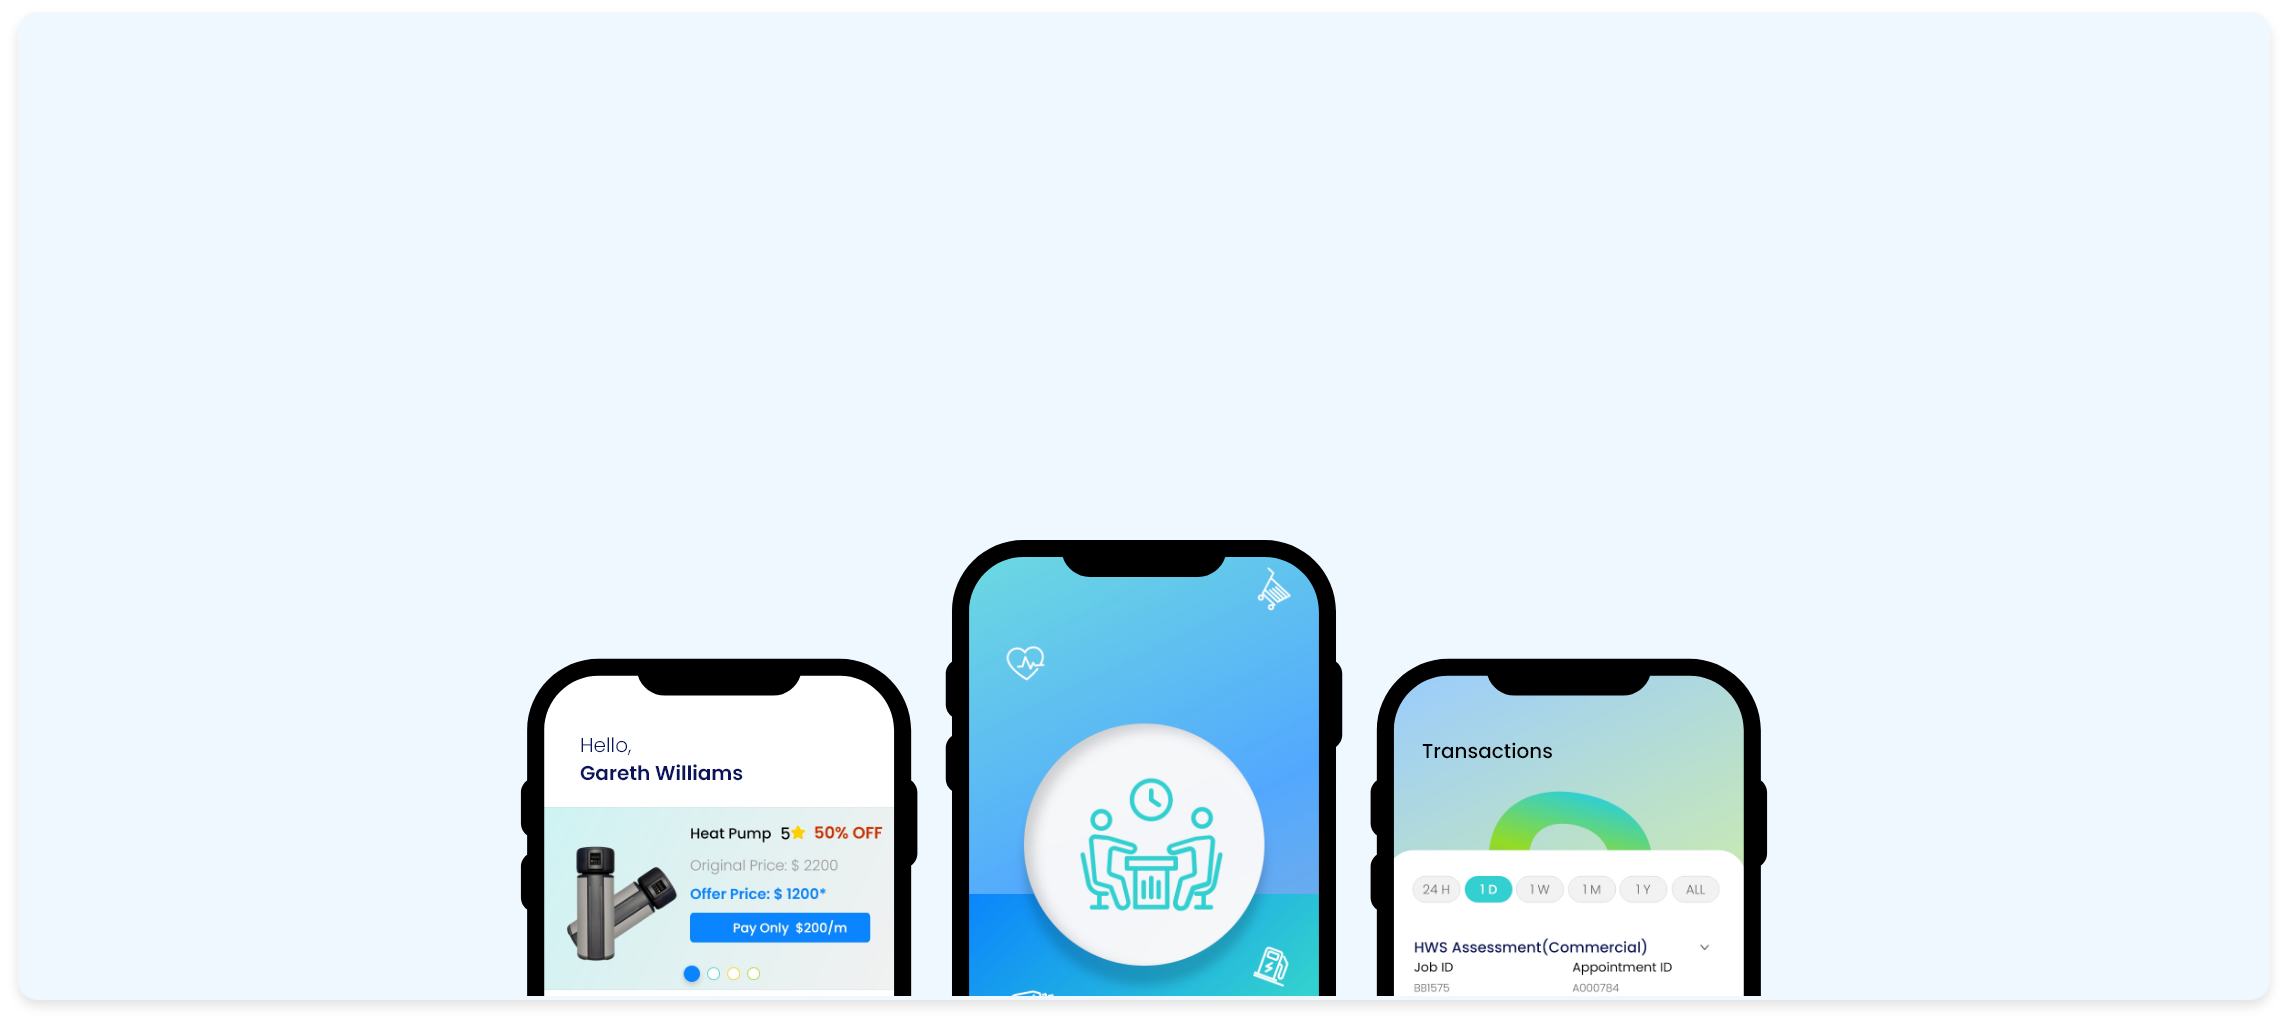 Hello,
Gareth Williams
Heat Pump 5 50% OFF
Original Price: $ 2200
Offer Price: $ 1200*
Pay Only $200/m
Transactions
24 H 1 D 1 W 1 M 1 Y ALL
HWS Assessment(Commercial)
Job ID Appointment ID
BB1575 A000784